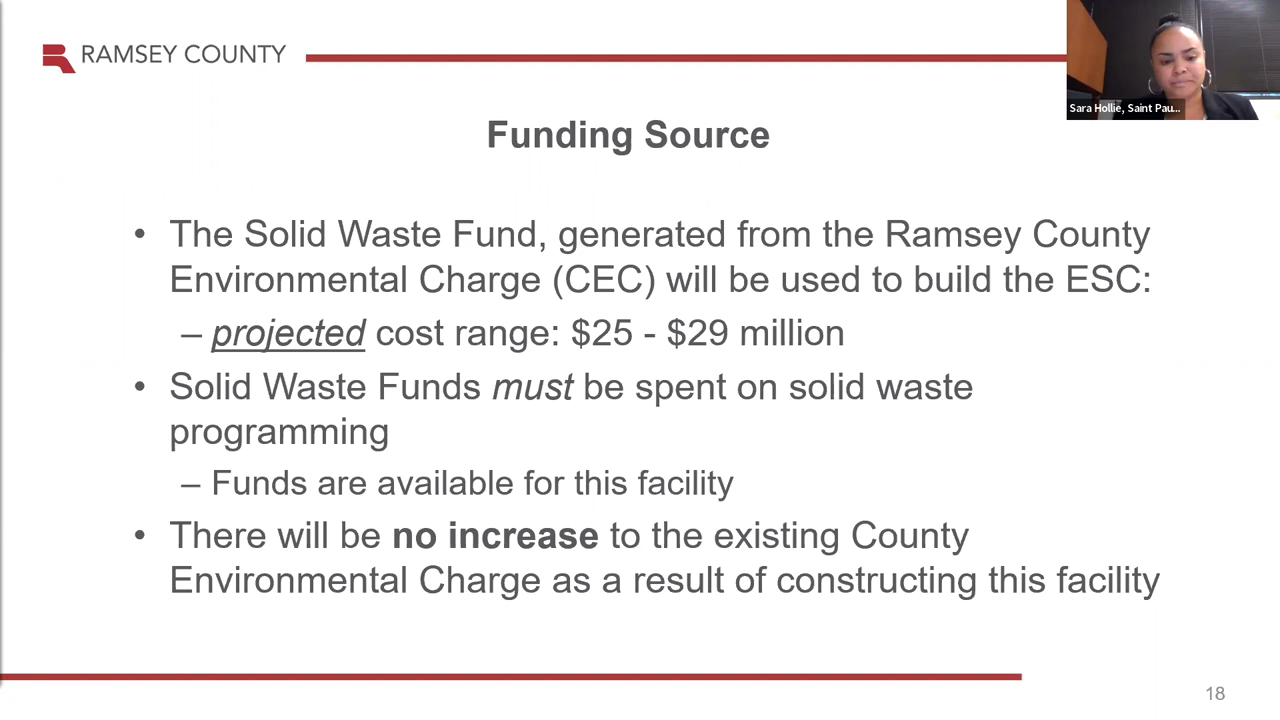 RAMSEY COUNTY
Sara Hollie, Saint Pau...
Funding Source
• The Solid Waste Fund, generated from the Ramsey County
Environmental Charge (CEC) will be used to build the ESC:
– projected cost range: $25 - $29 million
• Solid Waste Funds must be spent on solid waste
programming
– Funds are available for this facility
• There will be no increase to the existing County
Environmental Charge as a result of constructing this facility
18